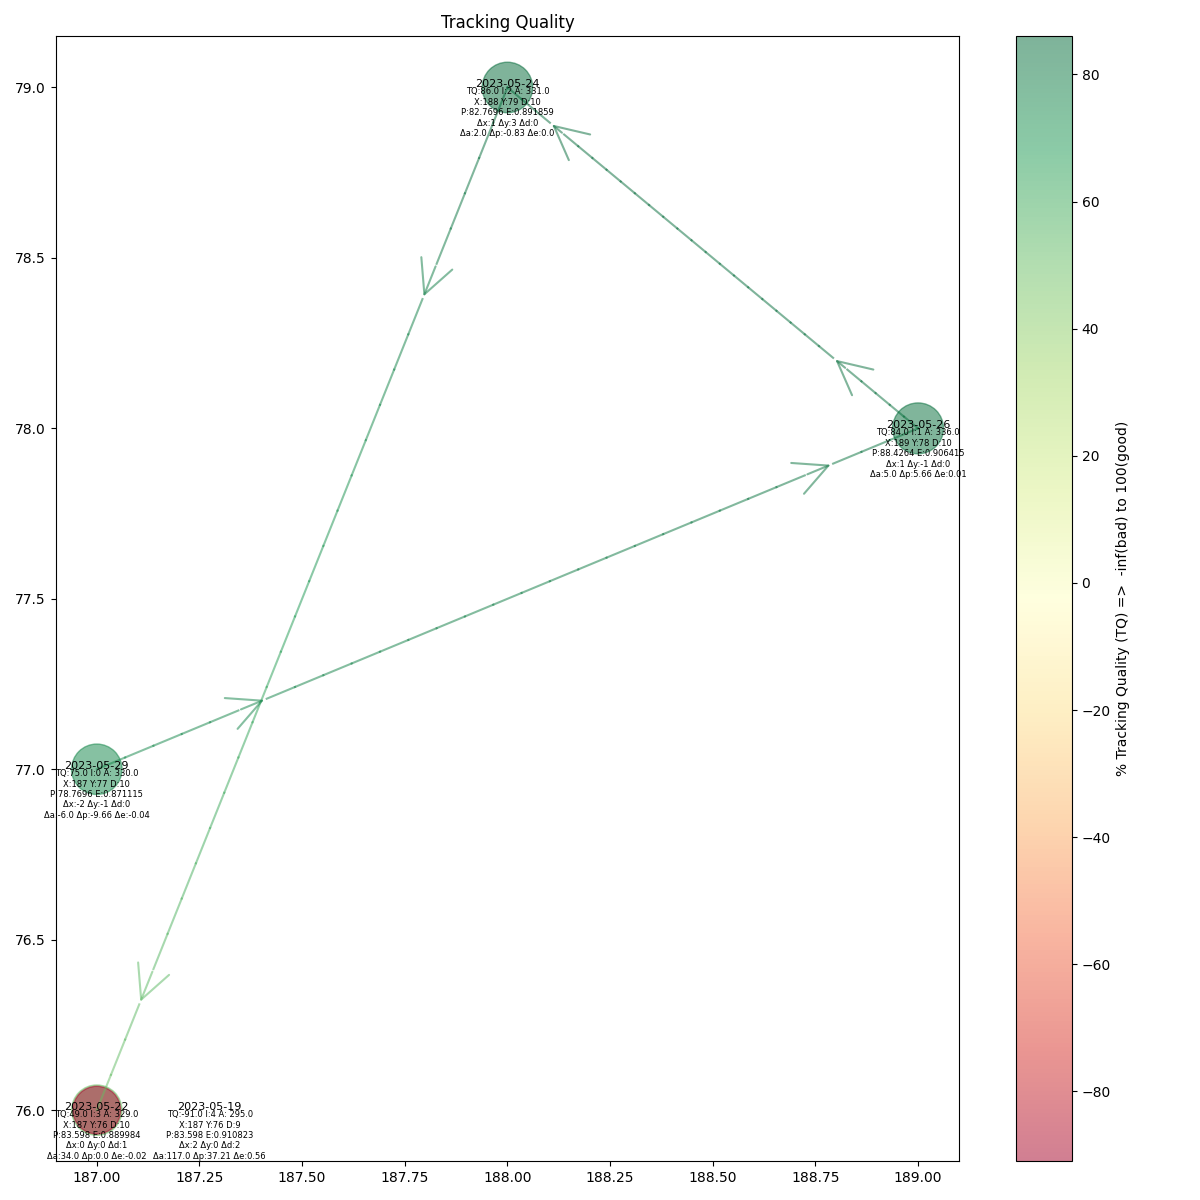 Tracking Quality
79.0
78.5
78.0
77.5
77.0
76.5
76.0
187.00
187.25
187.50
187.75
188.00
188.25
188.50
188.75
189.00
2023-05-24
TQ:86.0 I:2 A: 331.0
X:188 Y:79 D:10
P:82.7696 E:0.891859
Δx:1 Δy:3 Δd:0
Δa:2.0 Δp:-0.83 Δe:0.0
2023-05-26
TQ:84.0 I:1 A: 336.0
X:189 Y:78 D:10
P:88.4264 E:0.906415
Δx:1 Δy:-1 Δd:0
Δa:5.0 Δp:5.66 Δe:0.01
2023-05-29
TQ:75.0 I:0 A: 330.0
X:187 Y:77 D:10
P:78.7696 E:0.871115
Δx:-2 Δy:-1 Δd:0
Δa:-6.0 Δp:-9.66 Δe:-0.04
2023-05-22
TQ:49.0 I:3 A: 329.0
X:187 Y:76 D:10
P:83.598 E:0.889984
Δx:0 Δy:0 Δd:1
Δa:34.0 Δp:0.0 Δe:-0.02
2023-05-19
TQ:-91.0 I:4 A: 295.0
X:187 Y:76 D:9
P:83.598 E:0.910823
Δx:2 Δy:0 Δd:2
Δa:117.0 Δp:37.21 Δe:0.56
80
60
40
20
0
−20
−40
−60
−80
% Tracking Quality (TQ) => -inf(bad) to 100(good)